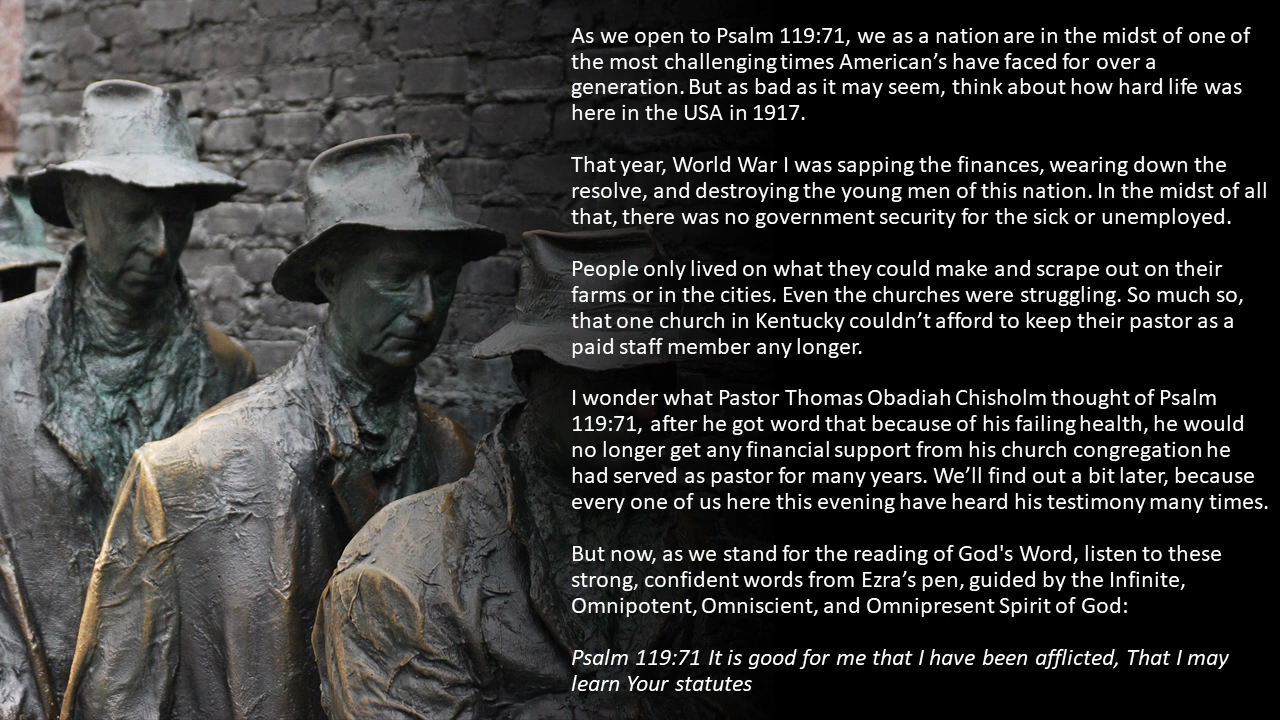 As we open to Psalm 119:71, we as a nation are in the midst of one of
the most challenging times American’s have faced for over a
generation. But as bad as it may seem, think about how hard life was
here in the USA in 1917.
That year, World War I was sapping the finances, wearing down the
resolve, and destroying the young men of this nation. In the midst of all
that, there was no government security for the sick or unemployed.
People only lived on what they could make and scrape out on their
farms or in the cities. Even the churches were struggling. So much so,
that one church in Kentucky couldn’t afford to keep their pastor as a
paid staff member any longer.
I wonder what Pastor Thomas Obadiah Chisholm thought of Psalm
119:71, after he got word that because of his failing health, he would
no longer get any financial support from his church congregation he
had served as pastor for many years. We’ll find out a bit later, because
every one of us here this evening have heard his testimony many times.
But now, as we stand for the reading of God's Word, listen to these
strong, confident words from Ezra’s pen, guided by the Infinite,
Omnipotent, Omniscient, and Omnipresent Spirit of God:
Psalm 119:71 It is good for me that I have been afflicted, That I may
learn Your statutes